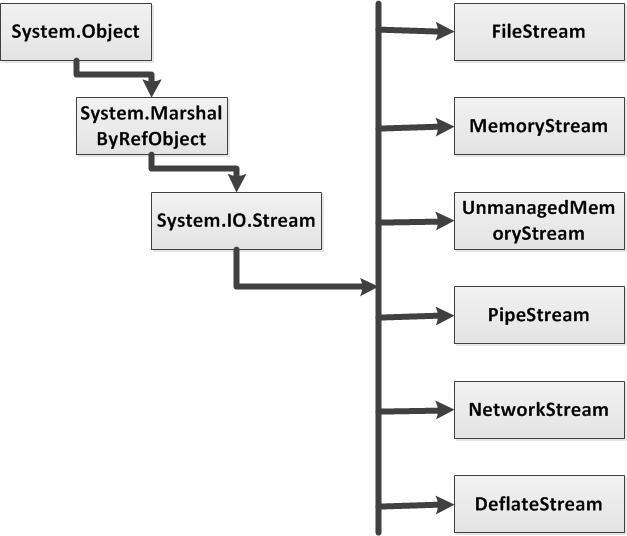 System.Object
System.Marshal
ByRefObject
System.IO.Stream
FileStream
MemoryStream
UnmanagedMem
oryStream
PipeStream
NetworkStream
DeflateStream